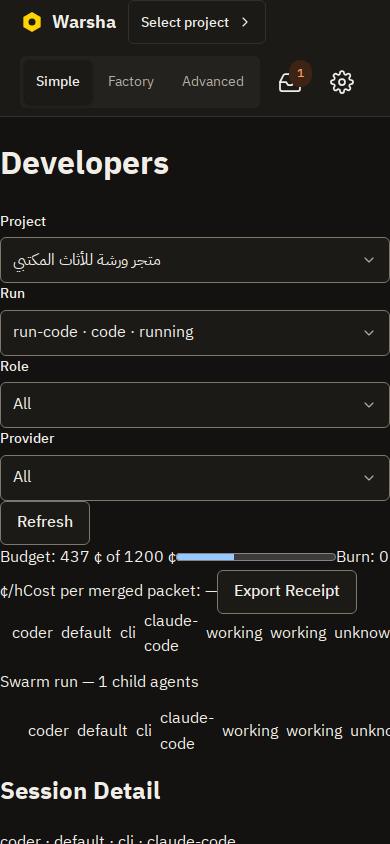 Warsha
Select project
Simple Factory Advanced 1
Developers
Project
متجر ورشة للأثاث المكتبي
Run
run-code · code · running
Role
All
Provider
All
Refresh
Budget: 437 ¢ of 1200 ¢ Burn: 0
¢/hCost per merged packet: — Export Receipt
coder default cli claude-code working working unknow
Swarm run — 1 child agents
coder default cli claude-code working working unkno
Session Detail
coder · default · cli · claude-code